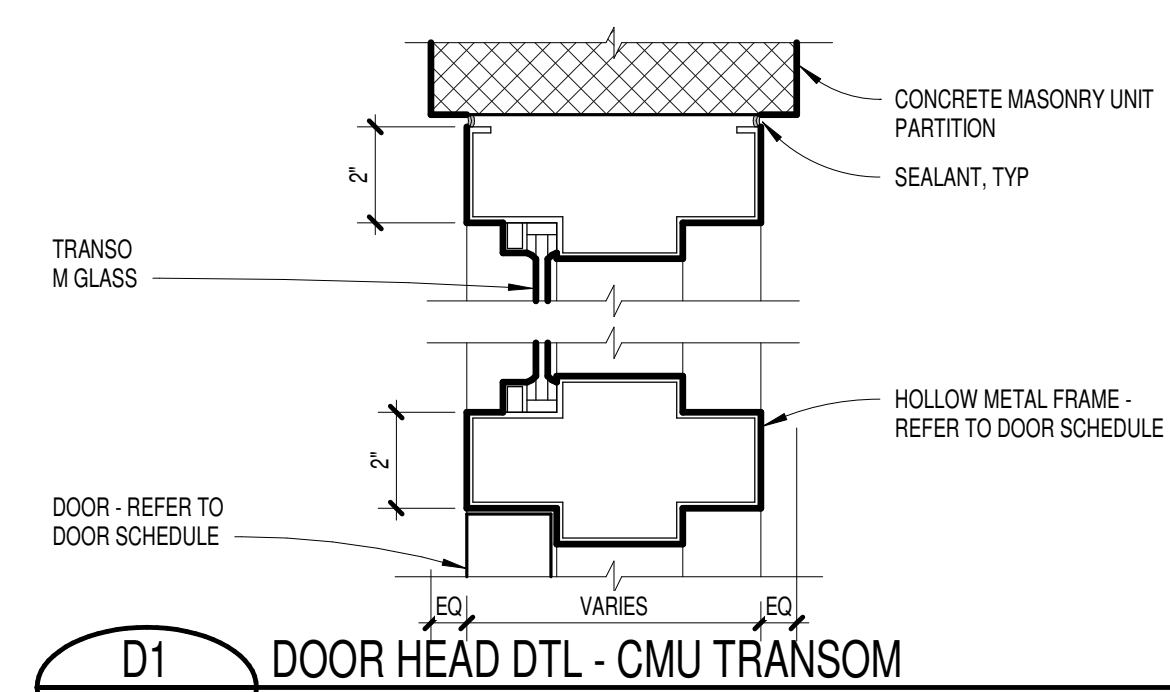 CONCRETE MASONRY UNIT
PARTITION
SEALANT, TYP
2"
TRANSO
M GLASS
HOLLOW METAL FRAME -
REFER TO DOOR SCHEDULE
2"
DOOR - REFER TO
DOOR SCHEDULE
EQ VARIES EQ
D1 DOOR HEAD DTL - CMU TRANSOM